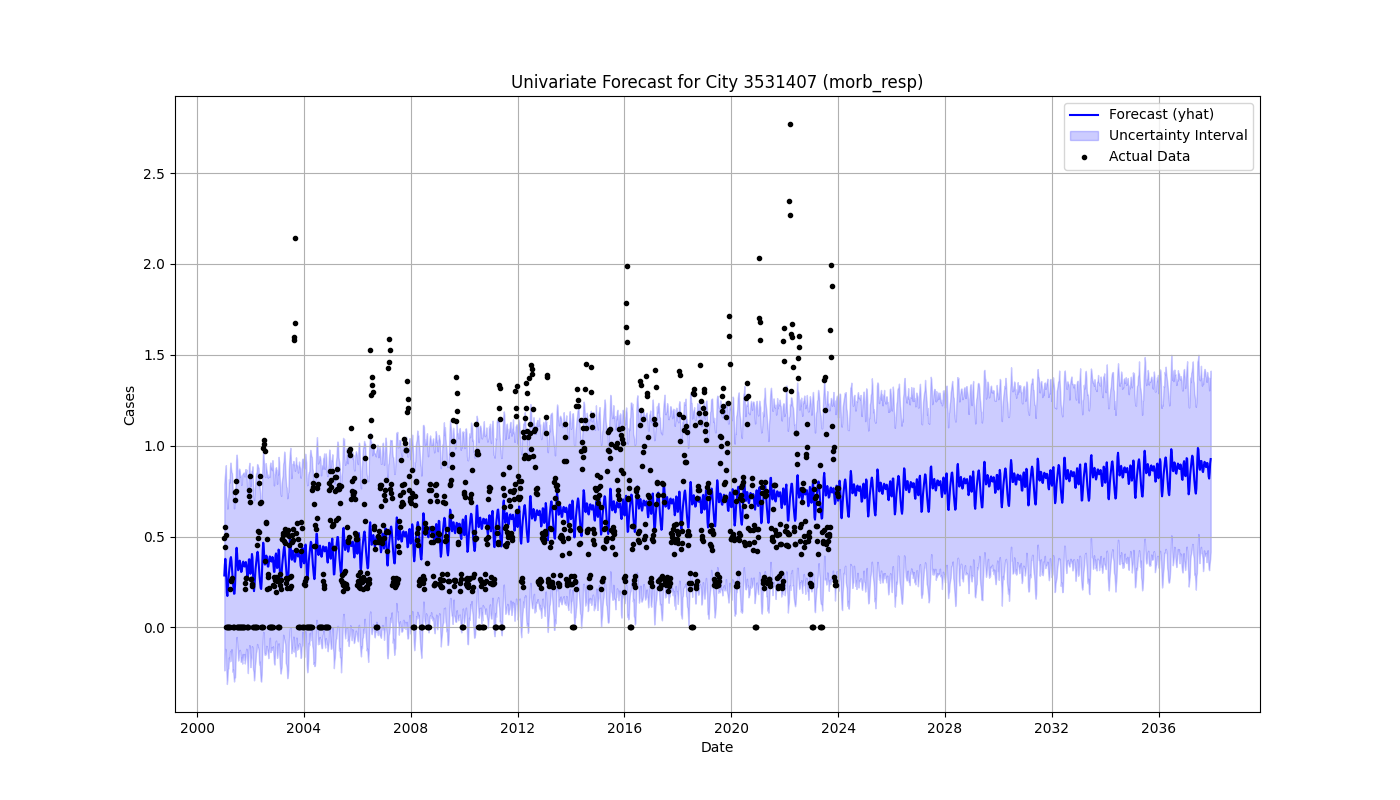 Univariate Forecast for City 3531407 (morb_resp)
Forecast (yhat)
Uncertainty Interval
Actual Data
Cases
2.5
2.0
1.5
1.0
0.5
0.0
2000 2004 2008 2012 2016 2020 2024 2028 2032 2036
Date